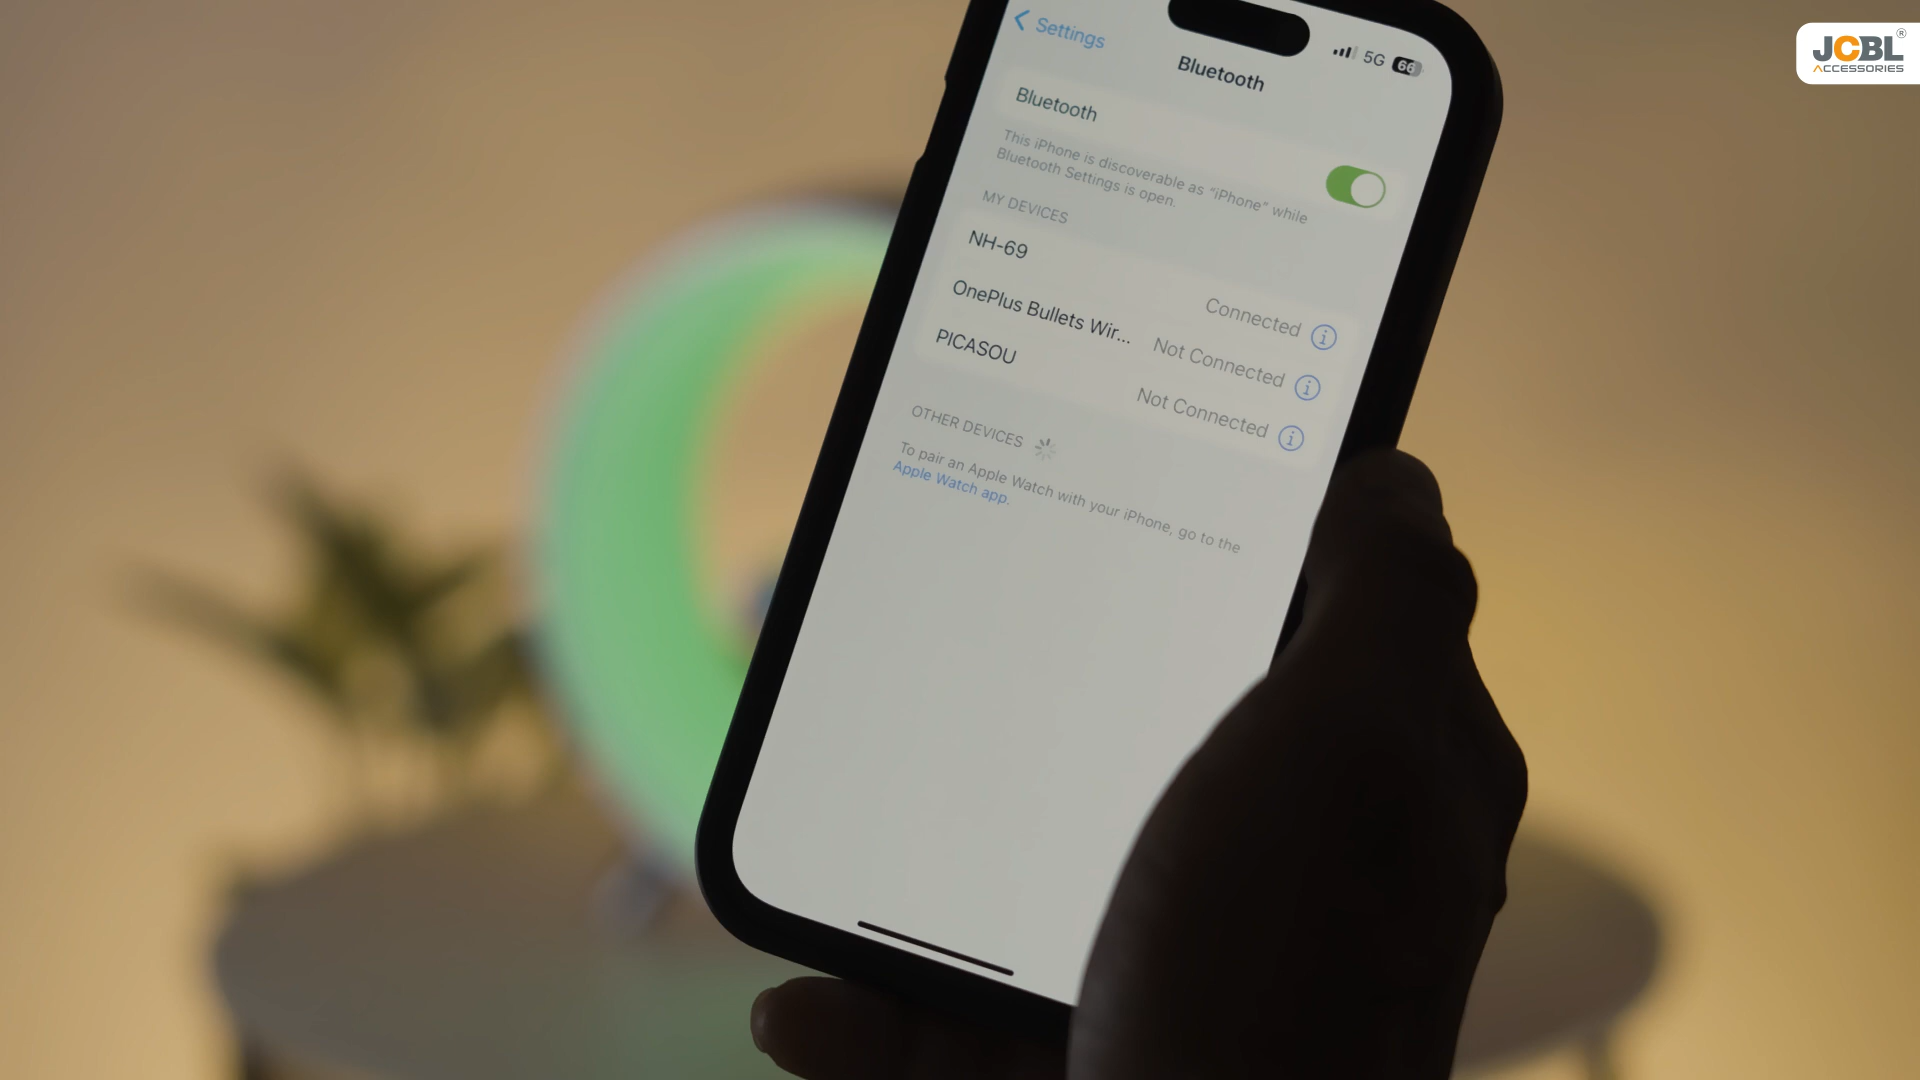 Settings
5G 66
Bluetooth
Bluetooth
This iPhone is discoverable as “iPhone” while
Bluetooth Settings is open.
MY DEVICES
NH-69
Connected
OnePlus Bullets Wir...
Not Connected
PICASOU
Not Connected
OTHER DEVICES
To pair an Apple Watch with your iPhone, go to the
Apple Watch app.
JCBL®
ACCESSORIES